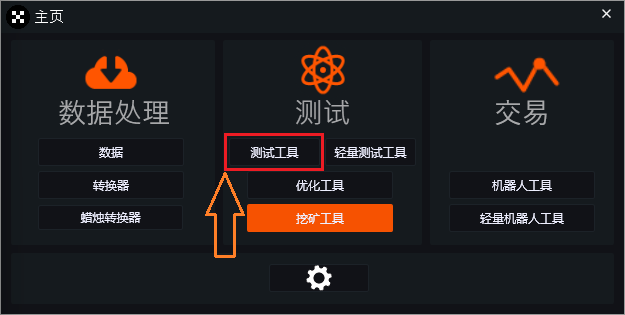 主页
数据处理
数据
转换器
蜡烛转换器
测试
测试工具
轻量测试工具
优化工具
挖矿工具
交易
机器人工具
轻量机器人工具